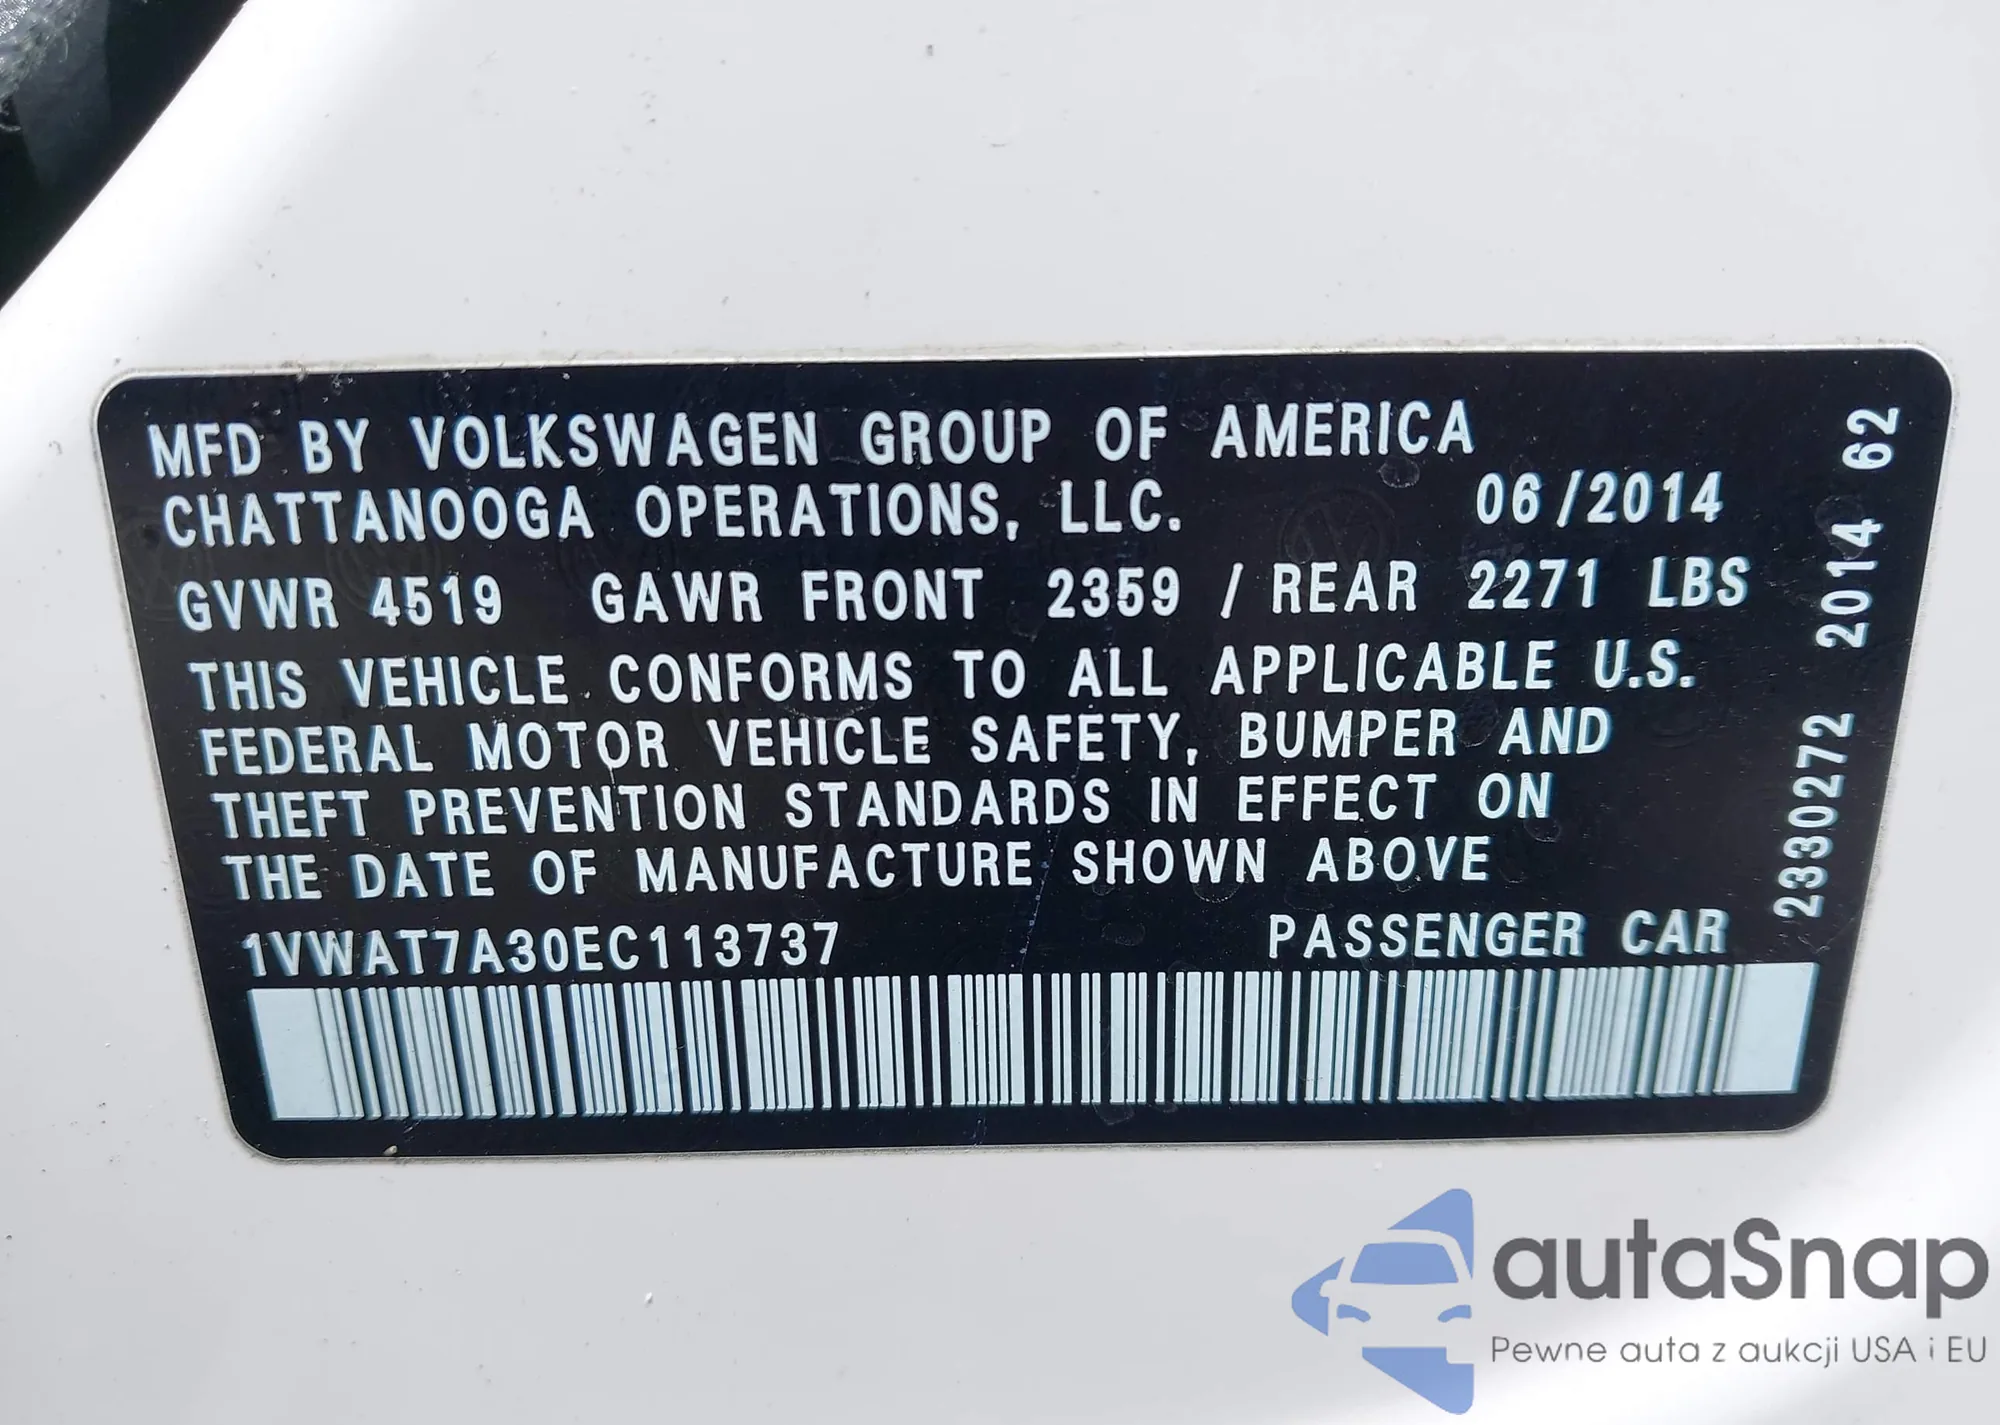 MFD BY VOLKSWAGEN GROUP OF AMERICA
CHATTANOOGA OPERATIONS, LLC. 06/2014
GVWR 4519 GAWR FRONT 2359 / REAR 2271 LBS
THIS VEHICLE CONFORMS TO ALL APPLICABLE U.S.
FEDERAL MOTOR VEHICLE SAFETY, BUMPER AND
THEFT PREVENTION STANDARDS IN EFFECT ON
THE DATE OF MANUFACTURE SHOWN ABOVE
1VWAT7A30EC113737 PASSENGER CAR
2330272 2014 62
autaSnap
Pewne auta z aukcji USA i EU